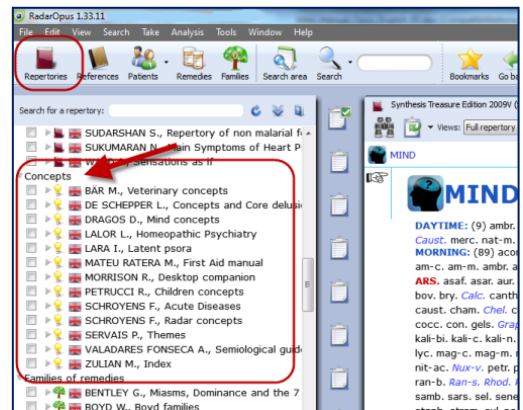 RadarOpus 1.33.11
File Edit View Search Take Analysis Tools Window Help
Repertories References Patients Remedies Families Search area Search Bookmarks Go ba
Search for a repertory:
SUDARSHAN S., Repertory of non malarial f
SUKUMARAN N., Main Symptoms of Heart P
Sensations as if
Concepts
BÄR M., Veterinary concepts
DE SCHEPPER L., Concepts and Core delusi
DRAGOS D., Mind concepts
LALOR L., Homeopathic Psychiatry
LARA I., Latent psora
MATEU RATERA M., First Aid manual
MORRISON R., Desktop companion
PETRUCCI R., Children concepts
SCHROYENS F., Acute Diseases
SCHROYENS F., Radar concepts
SERVAIS P., Themes
VALADARES FONSECA A., Semiological guid
ZULIAN M., Index
Families of remedies
BENTLEY G., Miasms, Dominance and the 7
BOYD W., Boyd families
Synthesis Treasure Edition 2009V (
Views: Full repertory
MIND
MIND
DAYTIME: (9) ambr.
Caust. merc. nat-m.
MORNING: (89) acon
am-c. am-m. ambr. a
ARS. asaf. asar. aur.
bov. bry. Calc. canth
caust. cham. Chel. c
cocc. con. gels. Grap
kali-bi. kali-c. kali-n.
lyc. mag-c. mag-m.
nit-ac. Nux-v. petr. p
ran-b. Ran-s. Rhod.
samb. sars. sel. sene